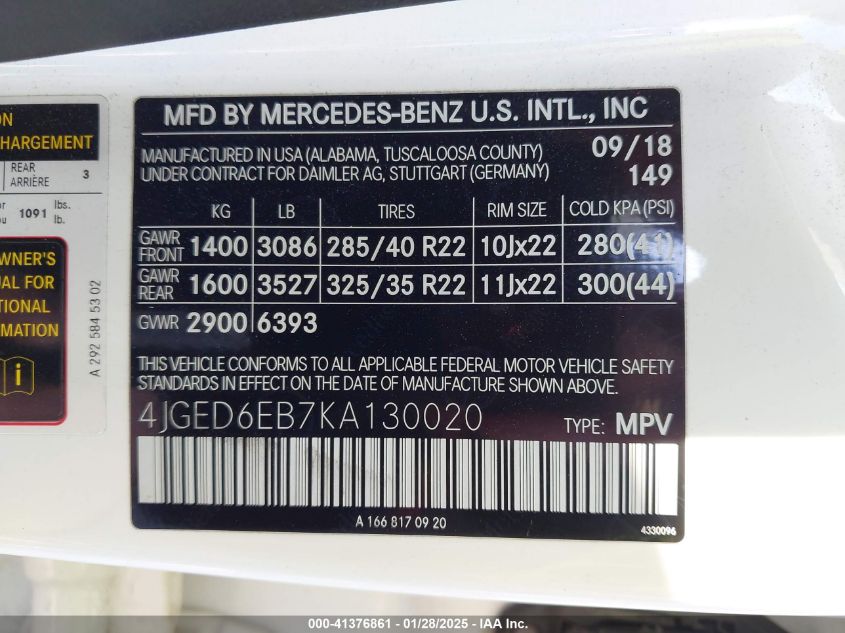 ON
HARGEMENT
REAR
ARRIÈRE 3
or
ou 1091 lbs.
lb.
OWNER'S
UAL FOR
TIONAL
RMATION
i
A 292 584 53 02
MFD BY MERCEDES-BENZ U.S. INTL., INC
MANUFACTURED IN USA (ALABAMA, TUSCALOOSA COUNTY) 09/18
UNDER CONTRACT FOR DAIMLER AG, STUTTGART (GERMANY) 149
KG LB TIRES RIM SIZE COLD KPA (PSI)
GAWR FRONT 1400 3086 285/40 R22 10Jx22 280(41)
GAWR REAR 1600 3527 325/35 R22 11Jx22 300(44)
GVWR 2900 6393
THIS VEHICLE CONFORMS TO ALL APPLICABLE FEDERAL MOTOR VEHICLE SAFETY
STANDARDS IN EFFECT ON THE DATE OF MANUFACTURE SHOWN ABOVE.
4JGED6EB7KA130020 TYPE: MPV
A 166 817 09 20
4330096
000-41376861 - 01/28/2025 - IAA Inc.